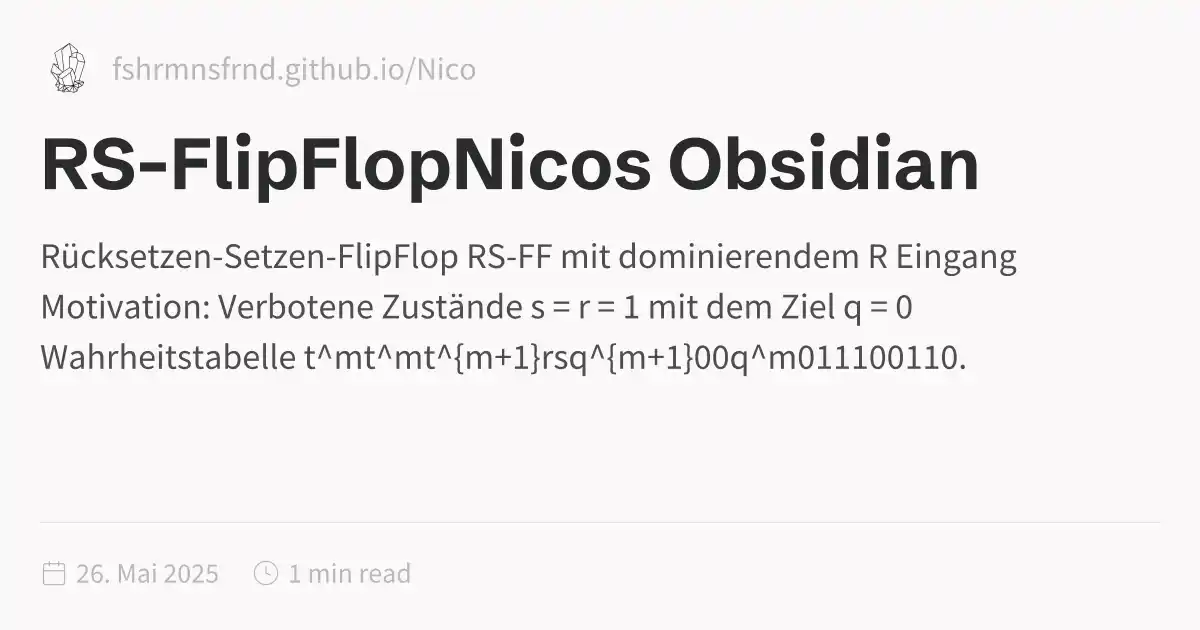 fshrmnsfrnd.github.io/Nico
RS-FlipFlopNicos Obsidian
Rücksetzen-Setzen-FlipFlop RS-FF mit dominierendem R Eingang
Motivation: Verbotene Zustände s = r = 1 mit dem Ziel q = 0
Wahrheitstabelle t^mt^mt^{m+1}rsq^{m+1}00q^m011100110.
26. Mai 2025
1 min read